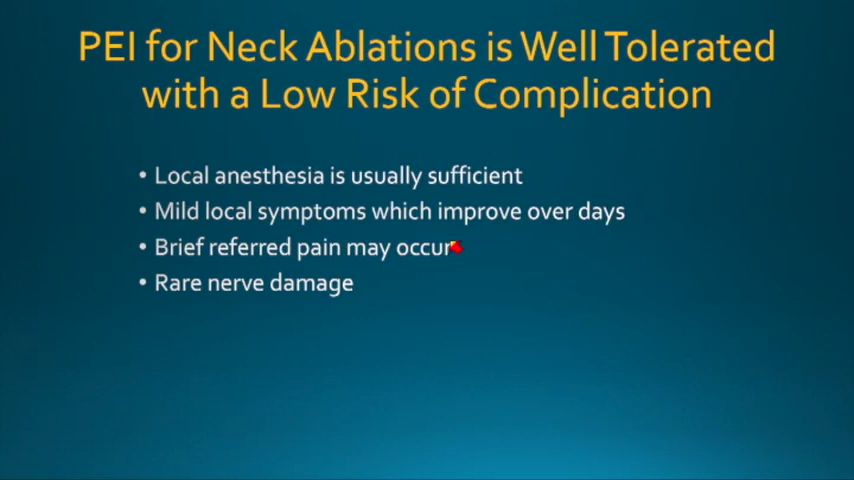 PEI for Neck Ablations is Well Tolerated
with a Low Risk of Complication
• Local anesthesia is usually sufficient
• Mild local symptoms which improve over days
• Brief referred pain may occur
• Rare nerve damage